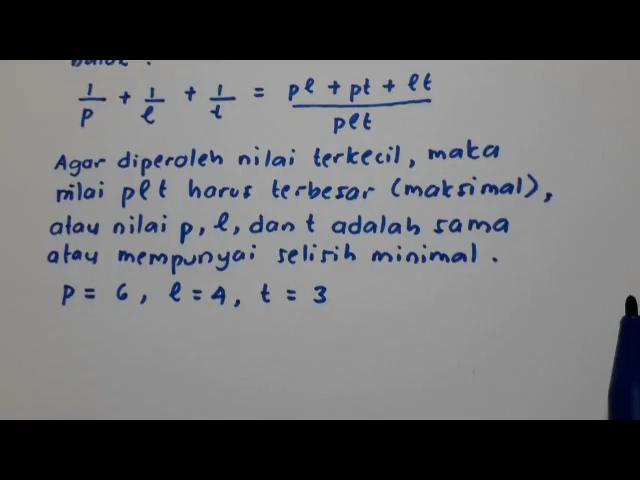 1/p + 1/ℓ + 1/t = pℓ + pt + ℓt / pℓt
Agar diperoleh nilai terkecil, maka
nilai pℓt harus terbesar (maksimal),
atau nilai p, ℓ, dan t adalah sama
atau mempunyai selisih minimal.
p = 6, ℓ = 4, t = 3